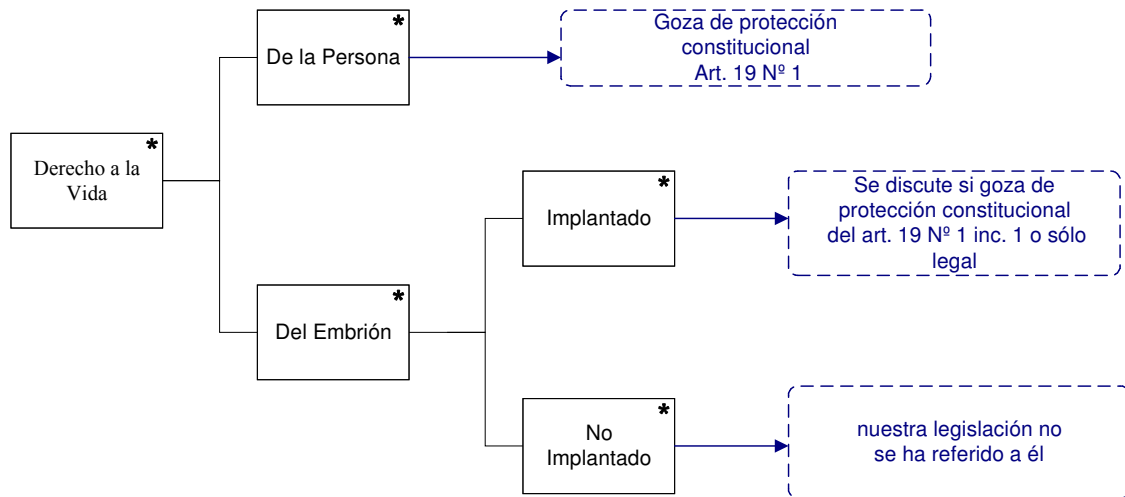 *
De la Persona
Goza de protección
constitucional
Art. 19 Nº 1
*
Derecho a la
Vida
*
Implantado
Se discute si goza de
protección constitucional
del art. 19 Nº 1 inc. 1 o sólo
legal
*
Del Embrión
*
No
Implantado
nuestra legislación no
se ha referido a él